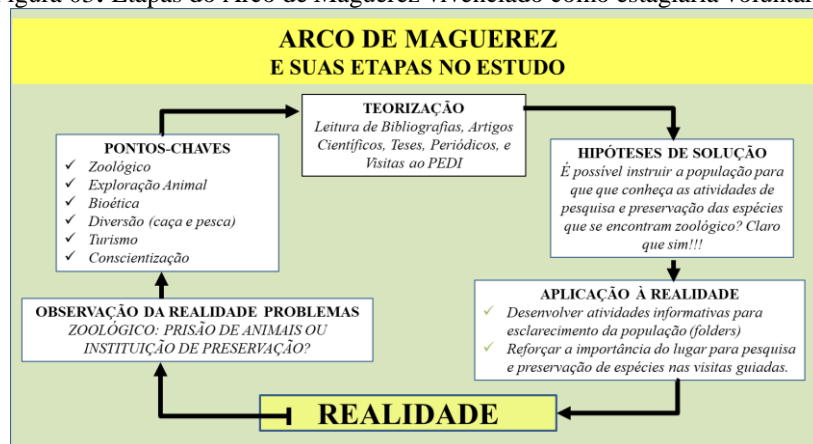 Figura 03: Etapas do Arco de Maguerez vivenciado como estagiária voluntár
ARCO DE MAGUEREZ
E SUAS ETAPAS NO ESTUDO
TEORIZAÇÃO
Leitura de Bibliografias, Artigos
Científicos, Teses, Periódicos, e
Visitas ao PEDI
PONTOS-CHAVES
✓ Zoológico
✓ Exploração Animal
✓ Bioética
✓ Diversão (caça e pesca)
✓ Turismo
✓ Conscientização
HIPÓTESES DE SOLUÇÃO
É possível instruir a população para
que que conheça as atividades de
pesquisa e preservação das espécies
que se encontram zoológico? Claro
que sim!!!
OBSERVAÇÃO DA REALIDADE PROBLEMAS
ZOOLÓGICO: PRISÃO DE ANIMAIS OU
INSTITUIÇÃO DE PRESERVAÇÃO?
APLICAÇÃO À REALIDADE
✓ Desenvolver atividades informativas para
esclarecimento da população (folders)
✓ Reforçar a importância do lugar para pesquisa
e preservação de espécies nas visitas guiadas.
REALIDADE